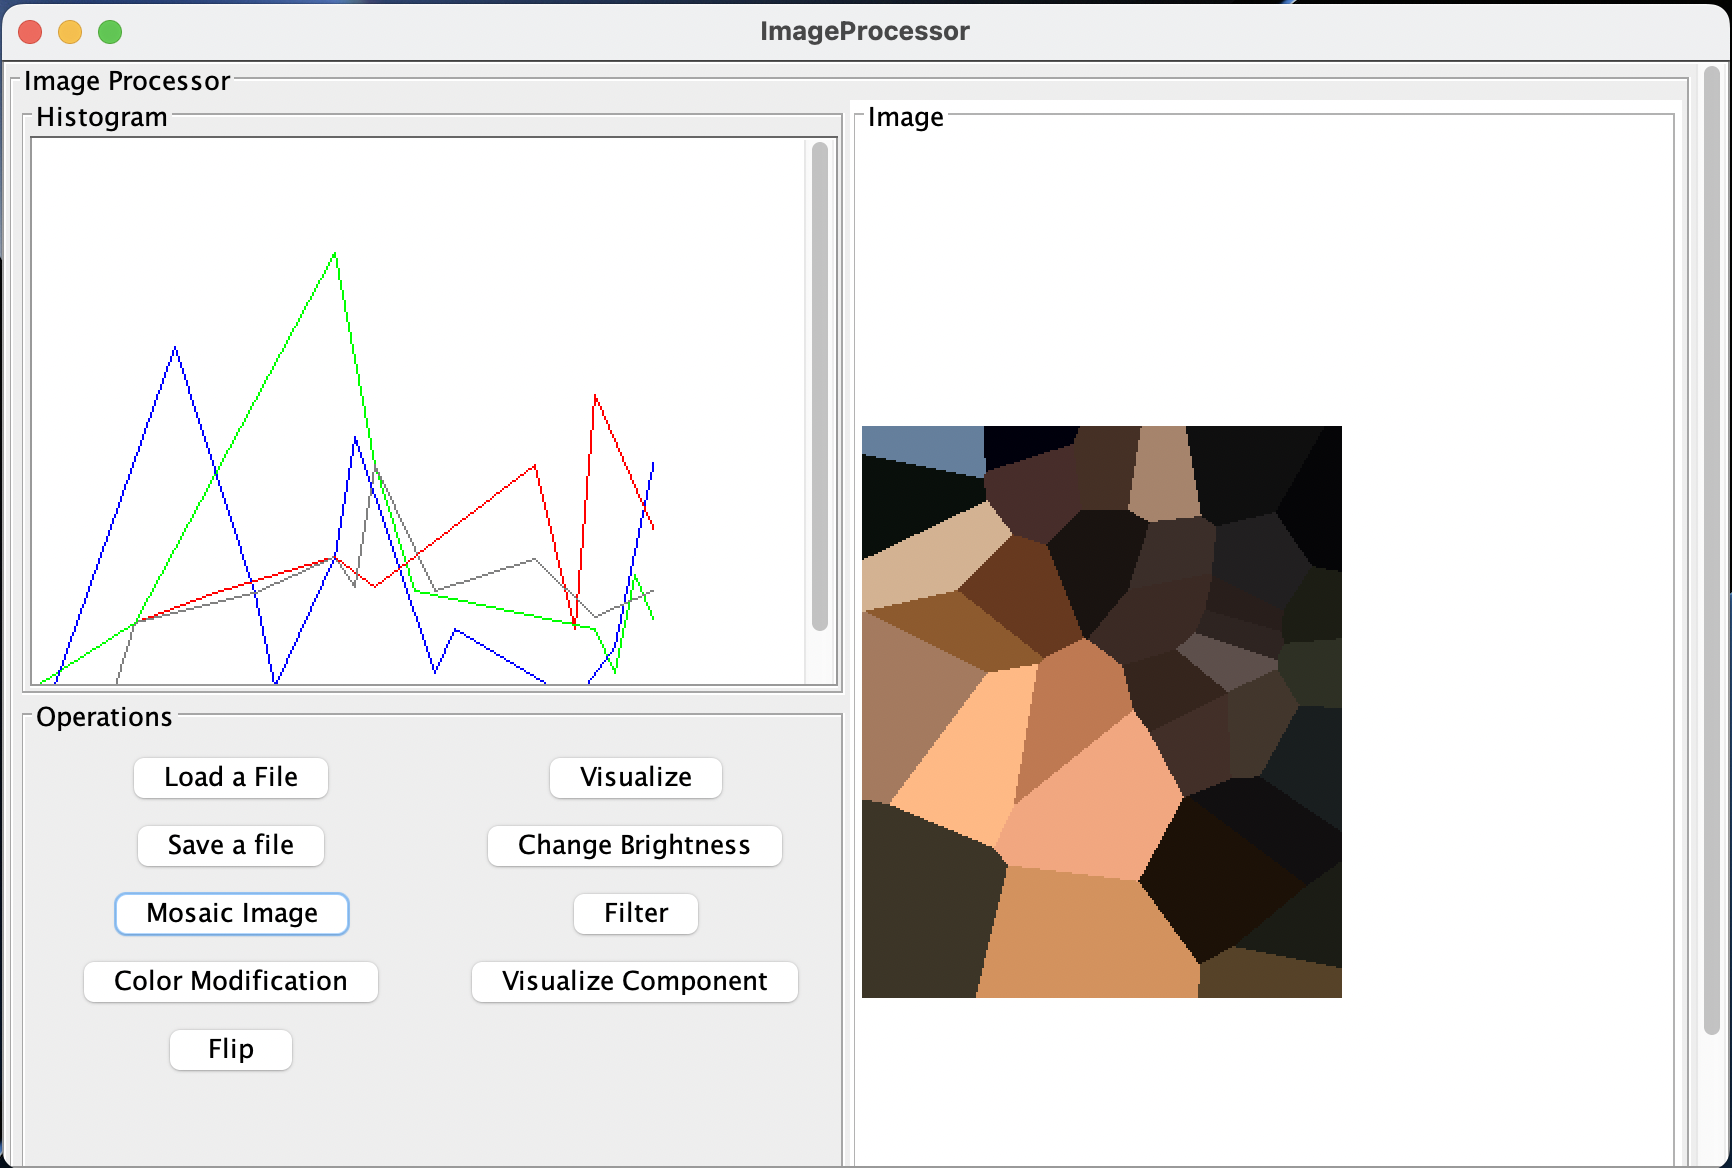 ImageProcessor
Image Processor
Histogram
Image
Operations
Load a File
Visualize
Save a file
Change Brightness
Mosaic Image
Filter
Color Modification
Visualize Component
Flip